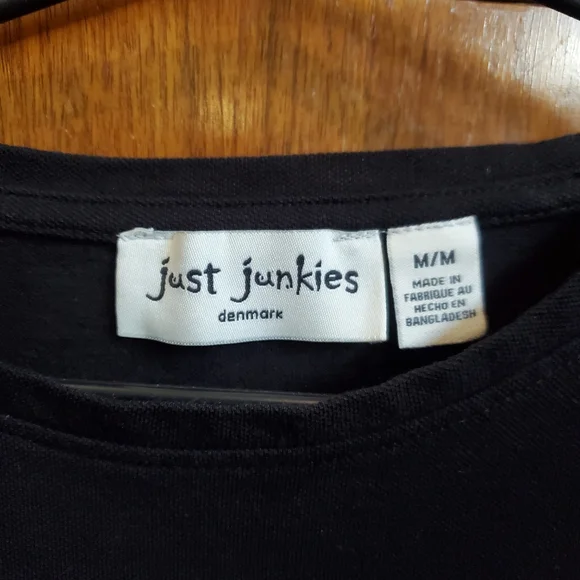 just junkies
denmark
M/M
MADE IN
FABRIQUE AU
HECHO EN
BANGLADESH